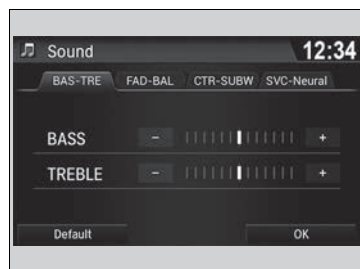 Sound 12:34
BAS-TRE FAD-BAL CTR-SUBW SVC-Neural
BASS - +
TREBLE - +
Default OK